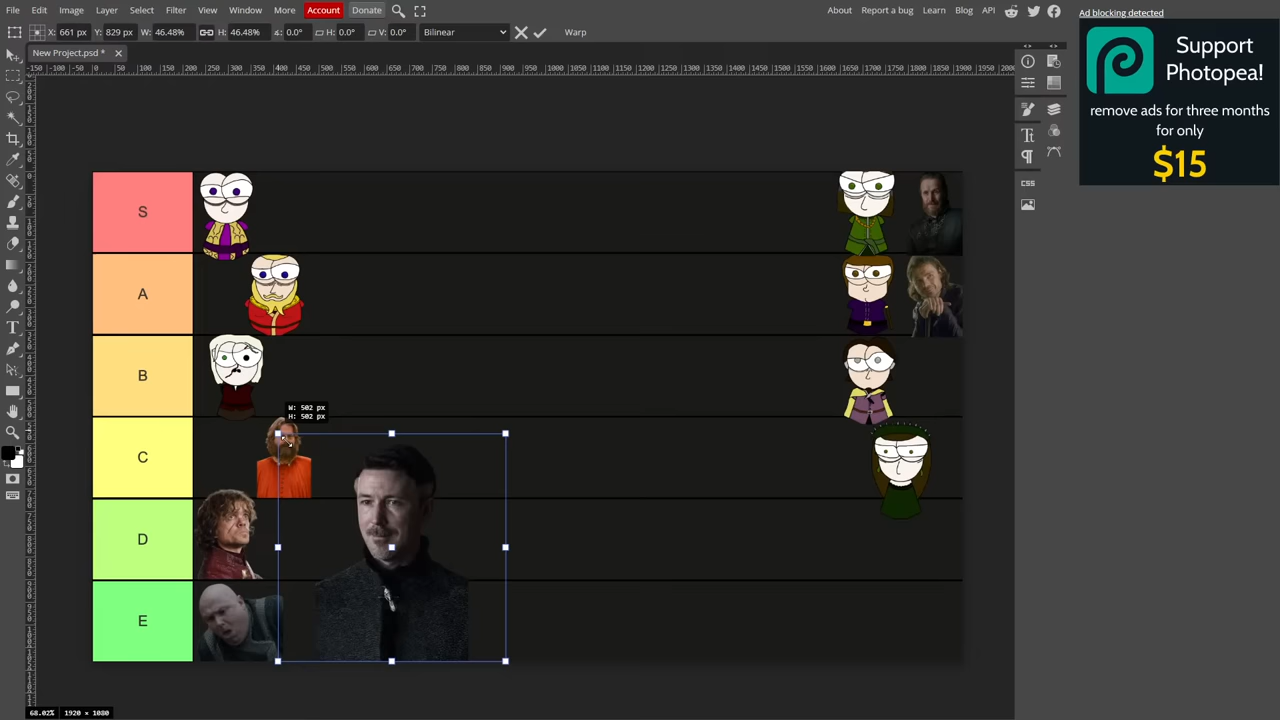 File Edit Image Layer Select Filter View Window More Account Donate About Report a bug Learn Blog API
X: 661 px Y: 829 px W: 46.48% H: 46.48% ∡: 0.0° H: 0.0° V: 0.0° Bilinear Warp
New Project.psd *
Ad blocking detected
Support
Photopea!
remove ads for three months
for only
$15
S
A
B
W: 502 px
H: 502 px
C
D
E
CSS
68.02% 1920 × 1080